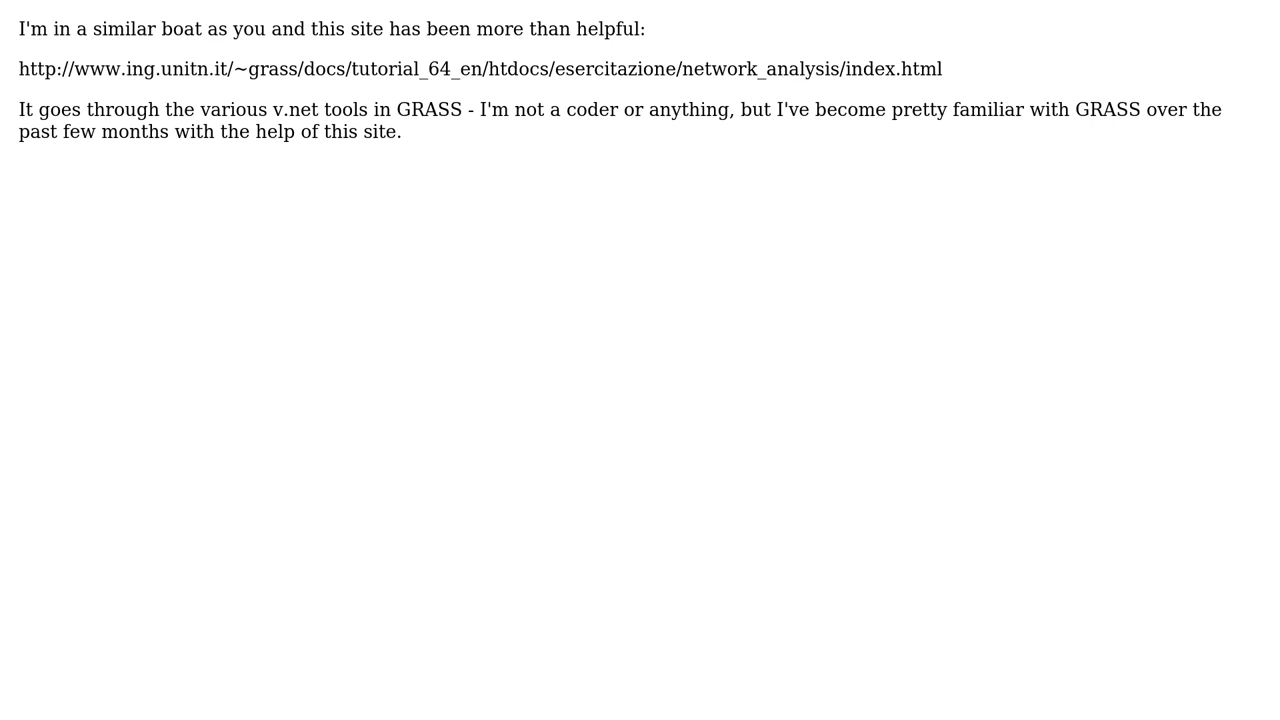 I'm in a similar boat as you and this site has been more than helpful:
http://www.ing.unitn.it/~grass/docs/tutorial_64_en/htdocs/esercitazione/network_analysis/index.html
It goes through the various v.net tools in GRASS - I'm not a coder or anything, but I've become pretty familiar with GRASS over the
past few months with the help of this site.